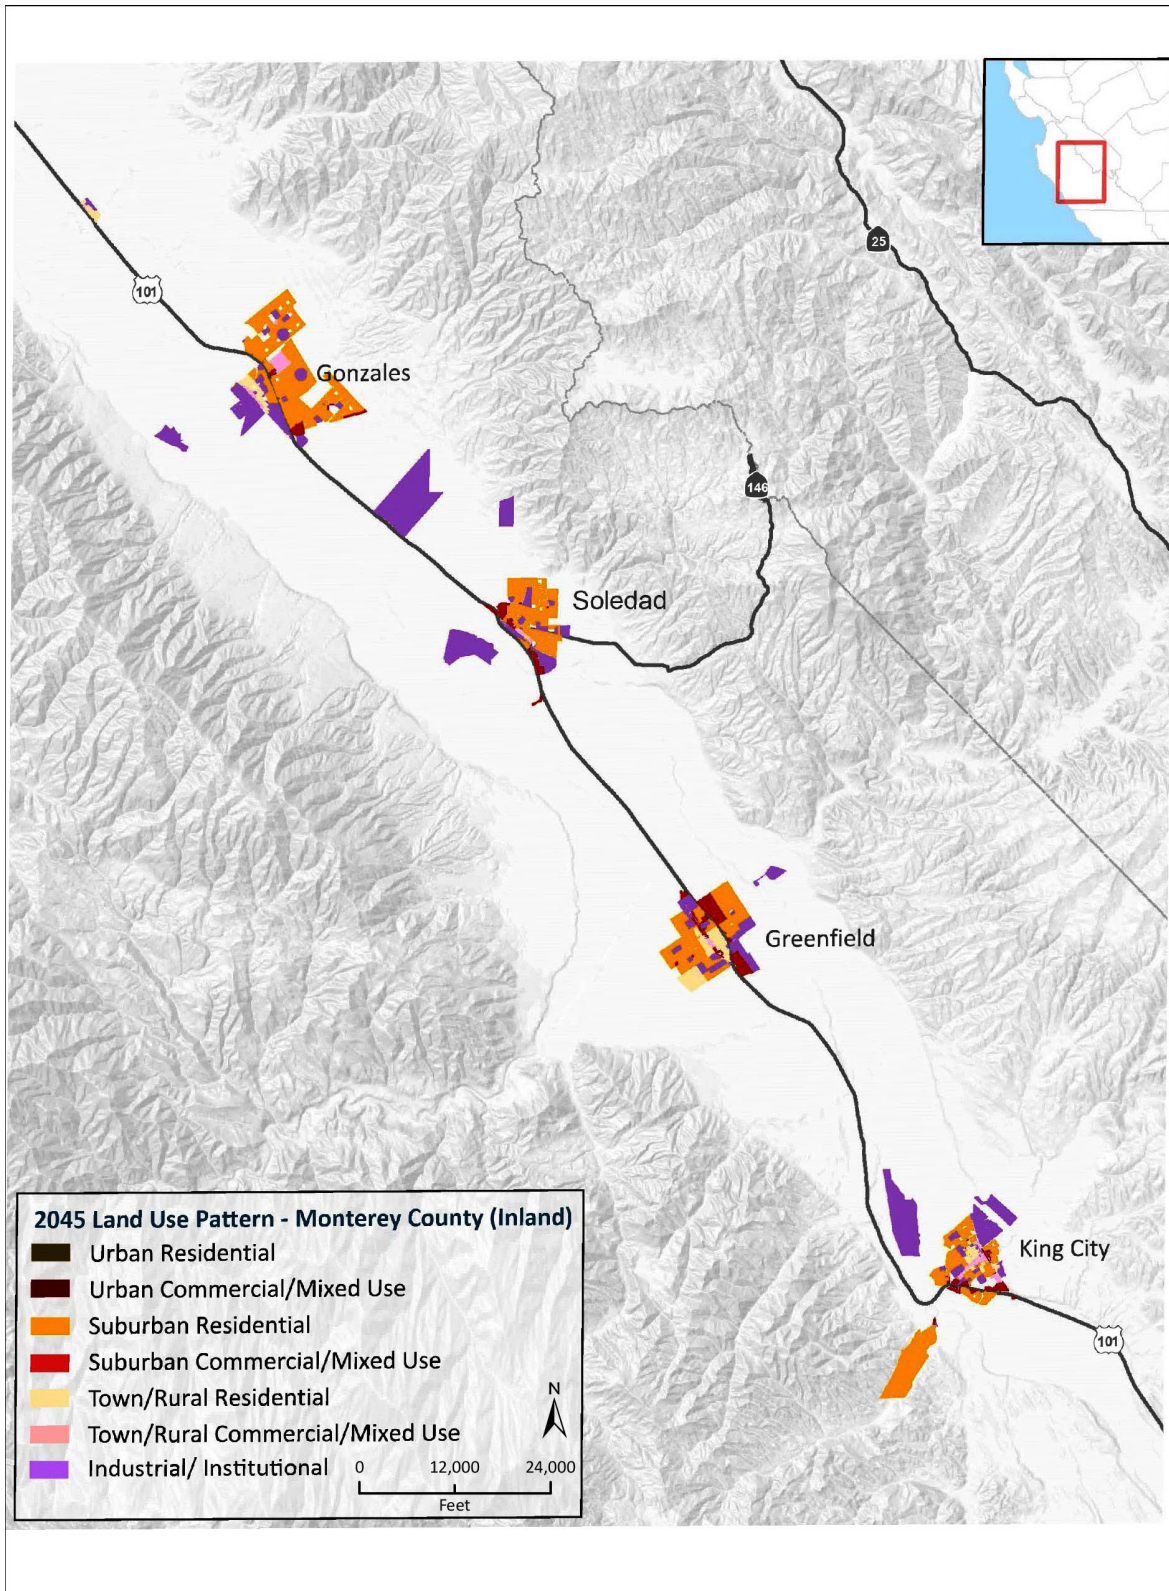 25
101
Gonzales
146
Soledad
Greenfield
King City
101
2045 Land Use Pattern - Monterey County (Inland)
Urban Residential
Urban Commercial/Mixed Use
Suburban Residential
Suburban Commercial/Mixed Use
Town/Rural Residential
Town/Rural Commercial/Mixed Use
Industrial/ Institutional
N
0 12,000 24,000
Feet